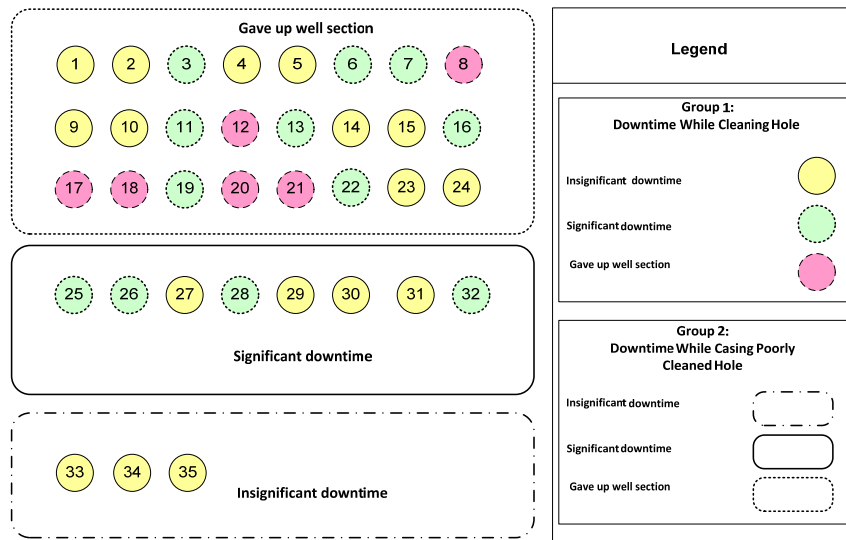 Gave up well section
1 2 3 4 5 6 7 8
9 10 11 12 13 14 15 16
17 18 19 20 21 22 23 24
25 26 27 28 29 30 31 32
Significant downtime
33 34 35
Insignificant downtime
Legend
Group 1:
Downtime While Cleaning Hole
Insignificant downtime
Significant downtime
Gave up well section
Group 2:
Downtime While Casing Poorly
Cleaned Hole
Insignificant downtime
Significant downtime
Gave up well section